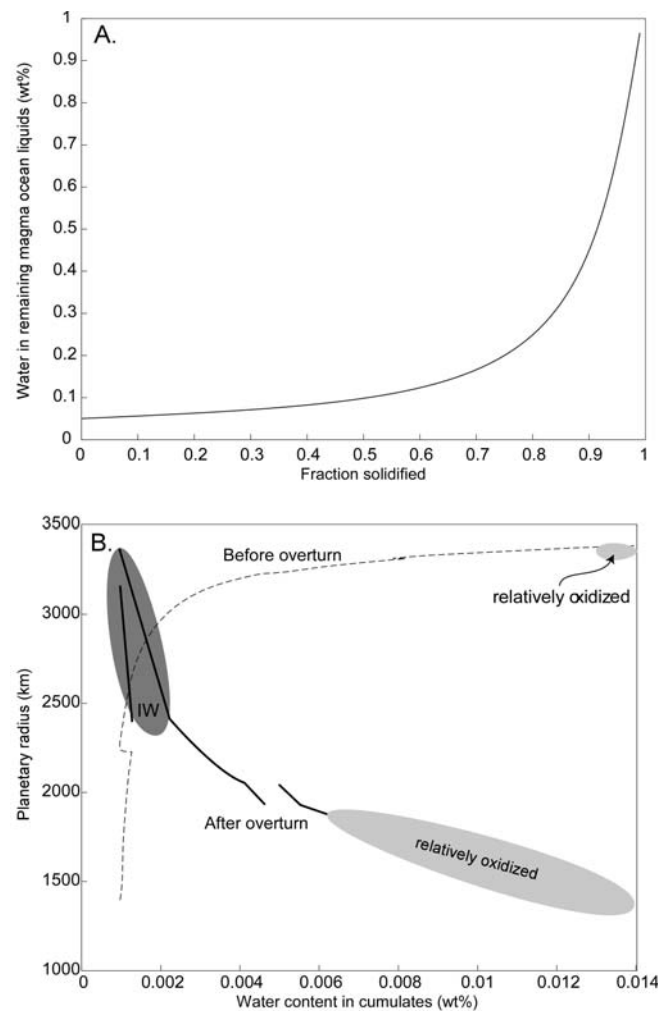 A.
1
0.9
0.8
0.7
0.6
0.5
0.4
0.3
0.2
0.1
0
Water in remaining magma ocean liquids (wt%)
0 0.1 0.2 0.3 0.4 0.5 0.6 0.7 0.8 0.9 1
Fraction solidified
B.
3500
3000
2500
2000
1500
1000
Planetary radius (km)
Before overturn
relatively oxidized
IW
After overturn
relatively oxidized
0 0.002 0.004 0.006 0.008 0.01 0.012 0.014
Water content in cumulates (wt%)